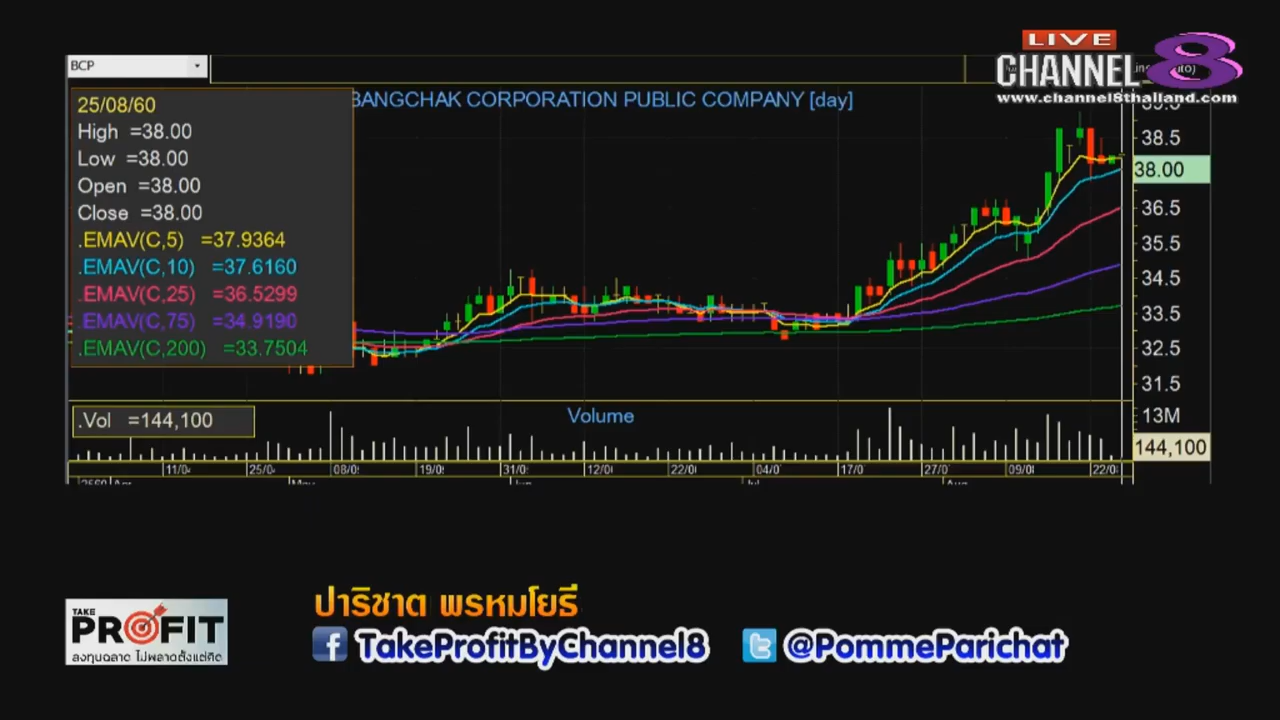 LIVE
CHANNEL 8
www.channel8thailand.com
BCP
BANGCHAK CORPORATION PUBLIC COMPANY [day]
25/08/60
High =38.00
Low =38.00
Open =38.00
Close =38.00
.EMAV(C,5) =37.9364
.EMAV(C,10) =37.6160
.EMAV(C,25) =36.5299
.EMAV(C,75) =34.9190
.EMAV(C,200) =33.7504
38.5
38.00
36.5
35.5
34.5
33.5
32.5
31.5
.Vol =144,100
Volume
13M
144,100
11/0 25/0 08/0 19/0 31/0 12/0 22/0 04/0 17/0 27/0 09/0 22/0
TAKE
PROFIT
ลงทุนฉลาด ไม่พลาดตั้งแต่คิด
ปาริชาต พรหมโยธี
TakeProfitByChannel8
@PommeParichat